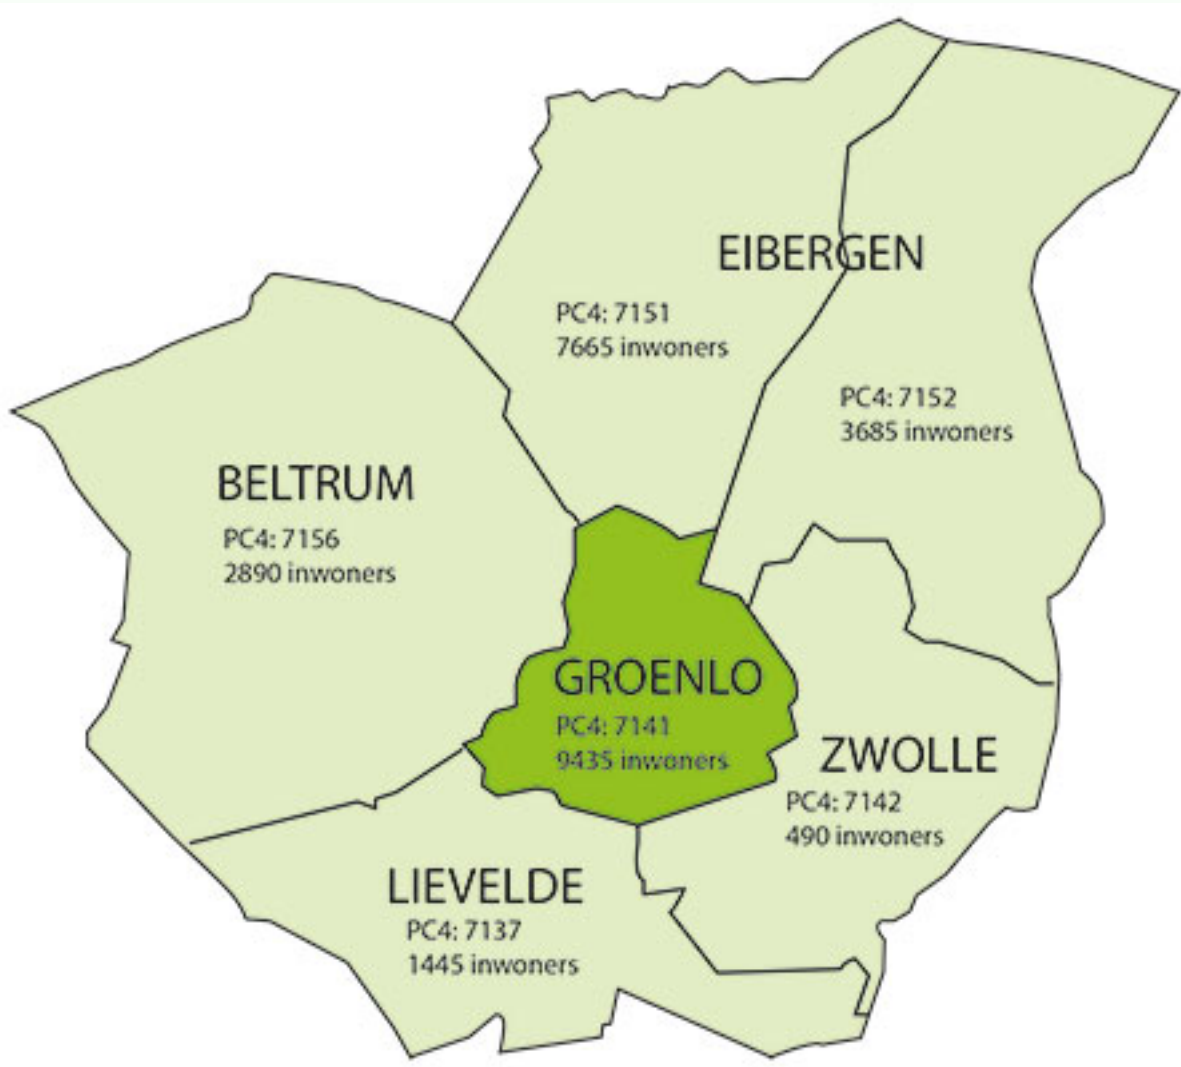 EIBERGEN
PC4: 7151
7665 inwoners
PC4: 7152
3685 inwoners
BELTRUM
PC4: 7156
2890 inwoners
GROENLO
PC4: 7141
9435 inwoners
ZWOLLE
PC4: 7142
490 inwoners
LIEVELDE
PC4: 7137
1445 inwoners